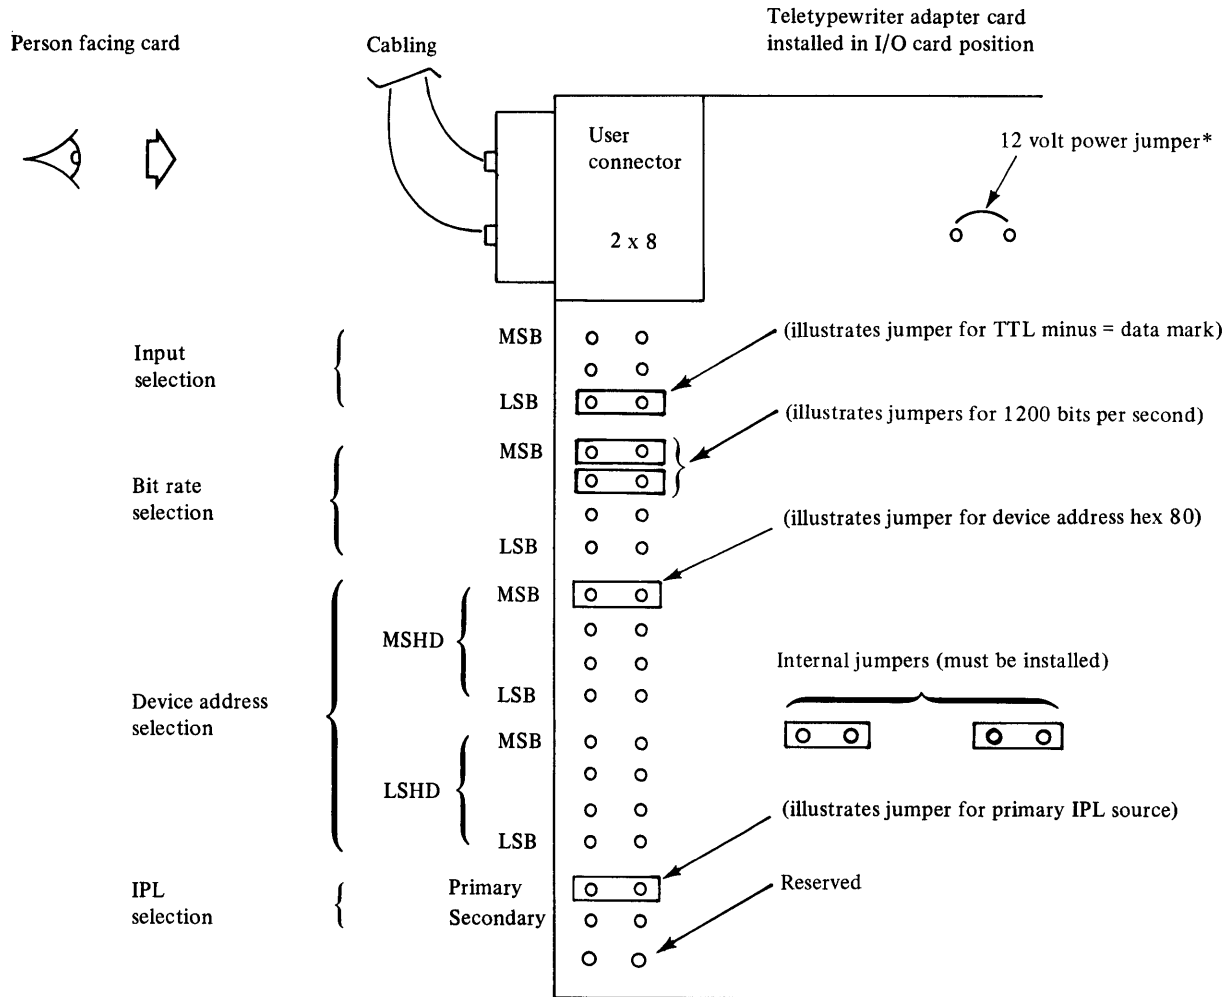 Teletypewriter adapter card
installed in I/O card position
Person facing card
Cabling
User
connector
2 x 8
12 volt power jumper*
Input
selection
MSB
LSB
(illustrates jumper for TTL minus = data mark)
Bit rate
selection
MSB
LSB
(illustrates jumpers for 1200 bits per second)
(illustrates jumper for device address hex 80)
Device address
selection
MSHD
MSB
LSB
LSHD
MSB
LSB
Internal jumpers (must be installed)
(illustrates jumper for primary IPL source)
IPL
selection
Primary
Secondary
Reserved